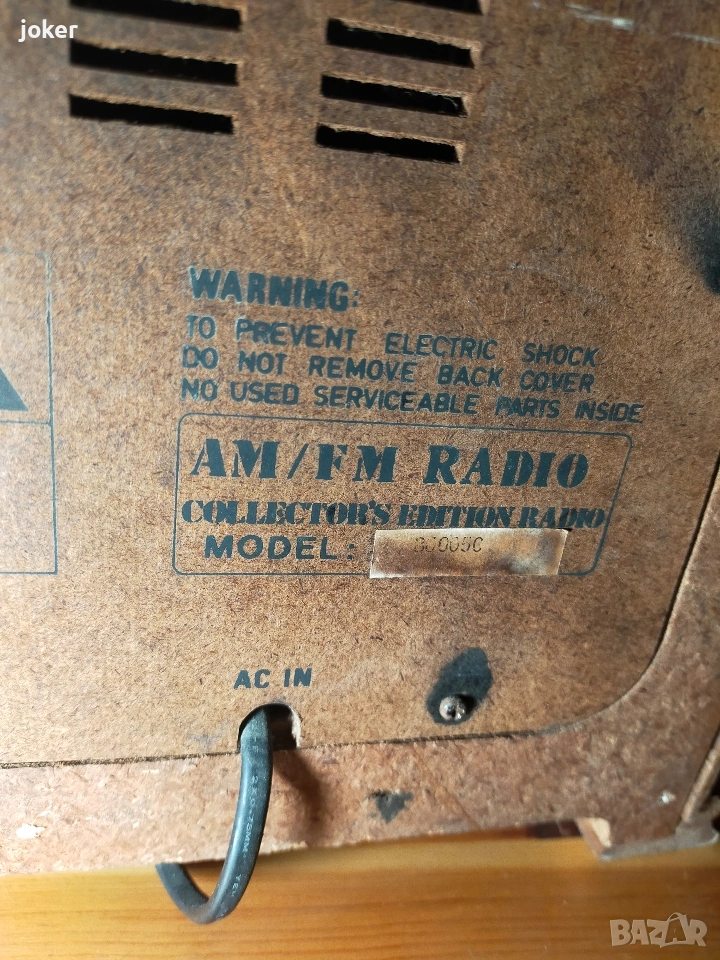 joker
WARNING:
TO PREVENT ELECTRIC SHOCK
DO NOT REMOVE BACK COVER
NO USED SERVICEABLE PARTS INSIDE
AM/FM RADIO
COLLECTOR'S EDITION RADIO
MODEL:
AC IN
BAZAR